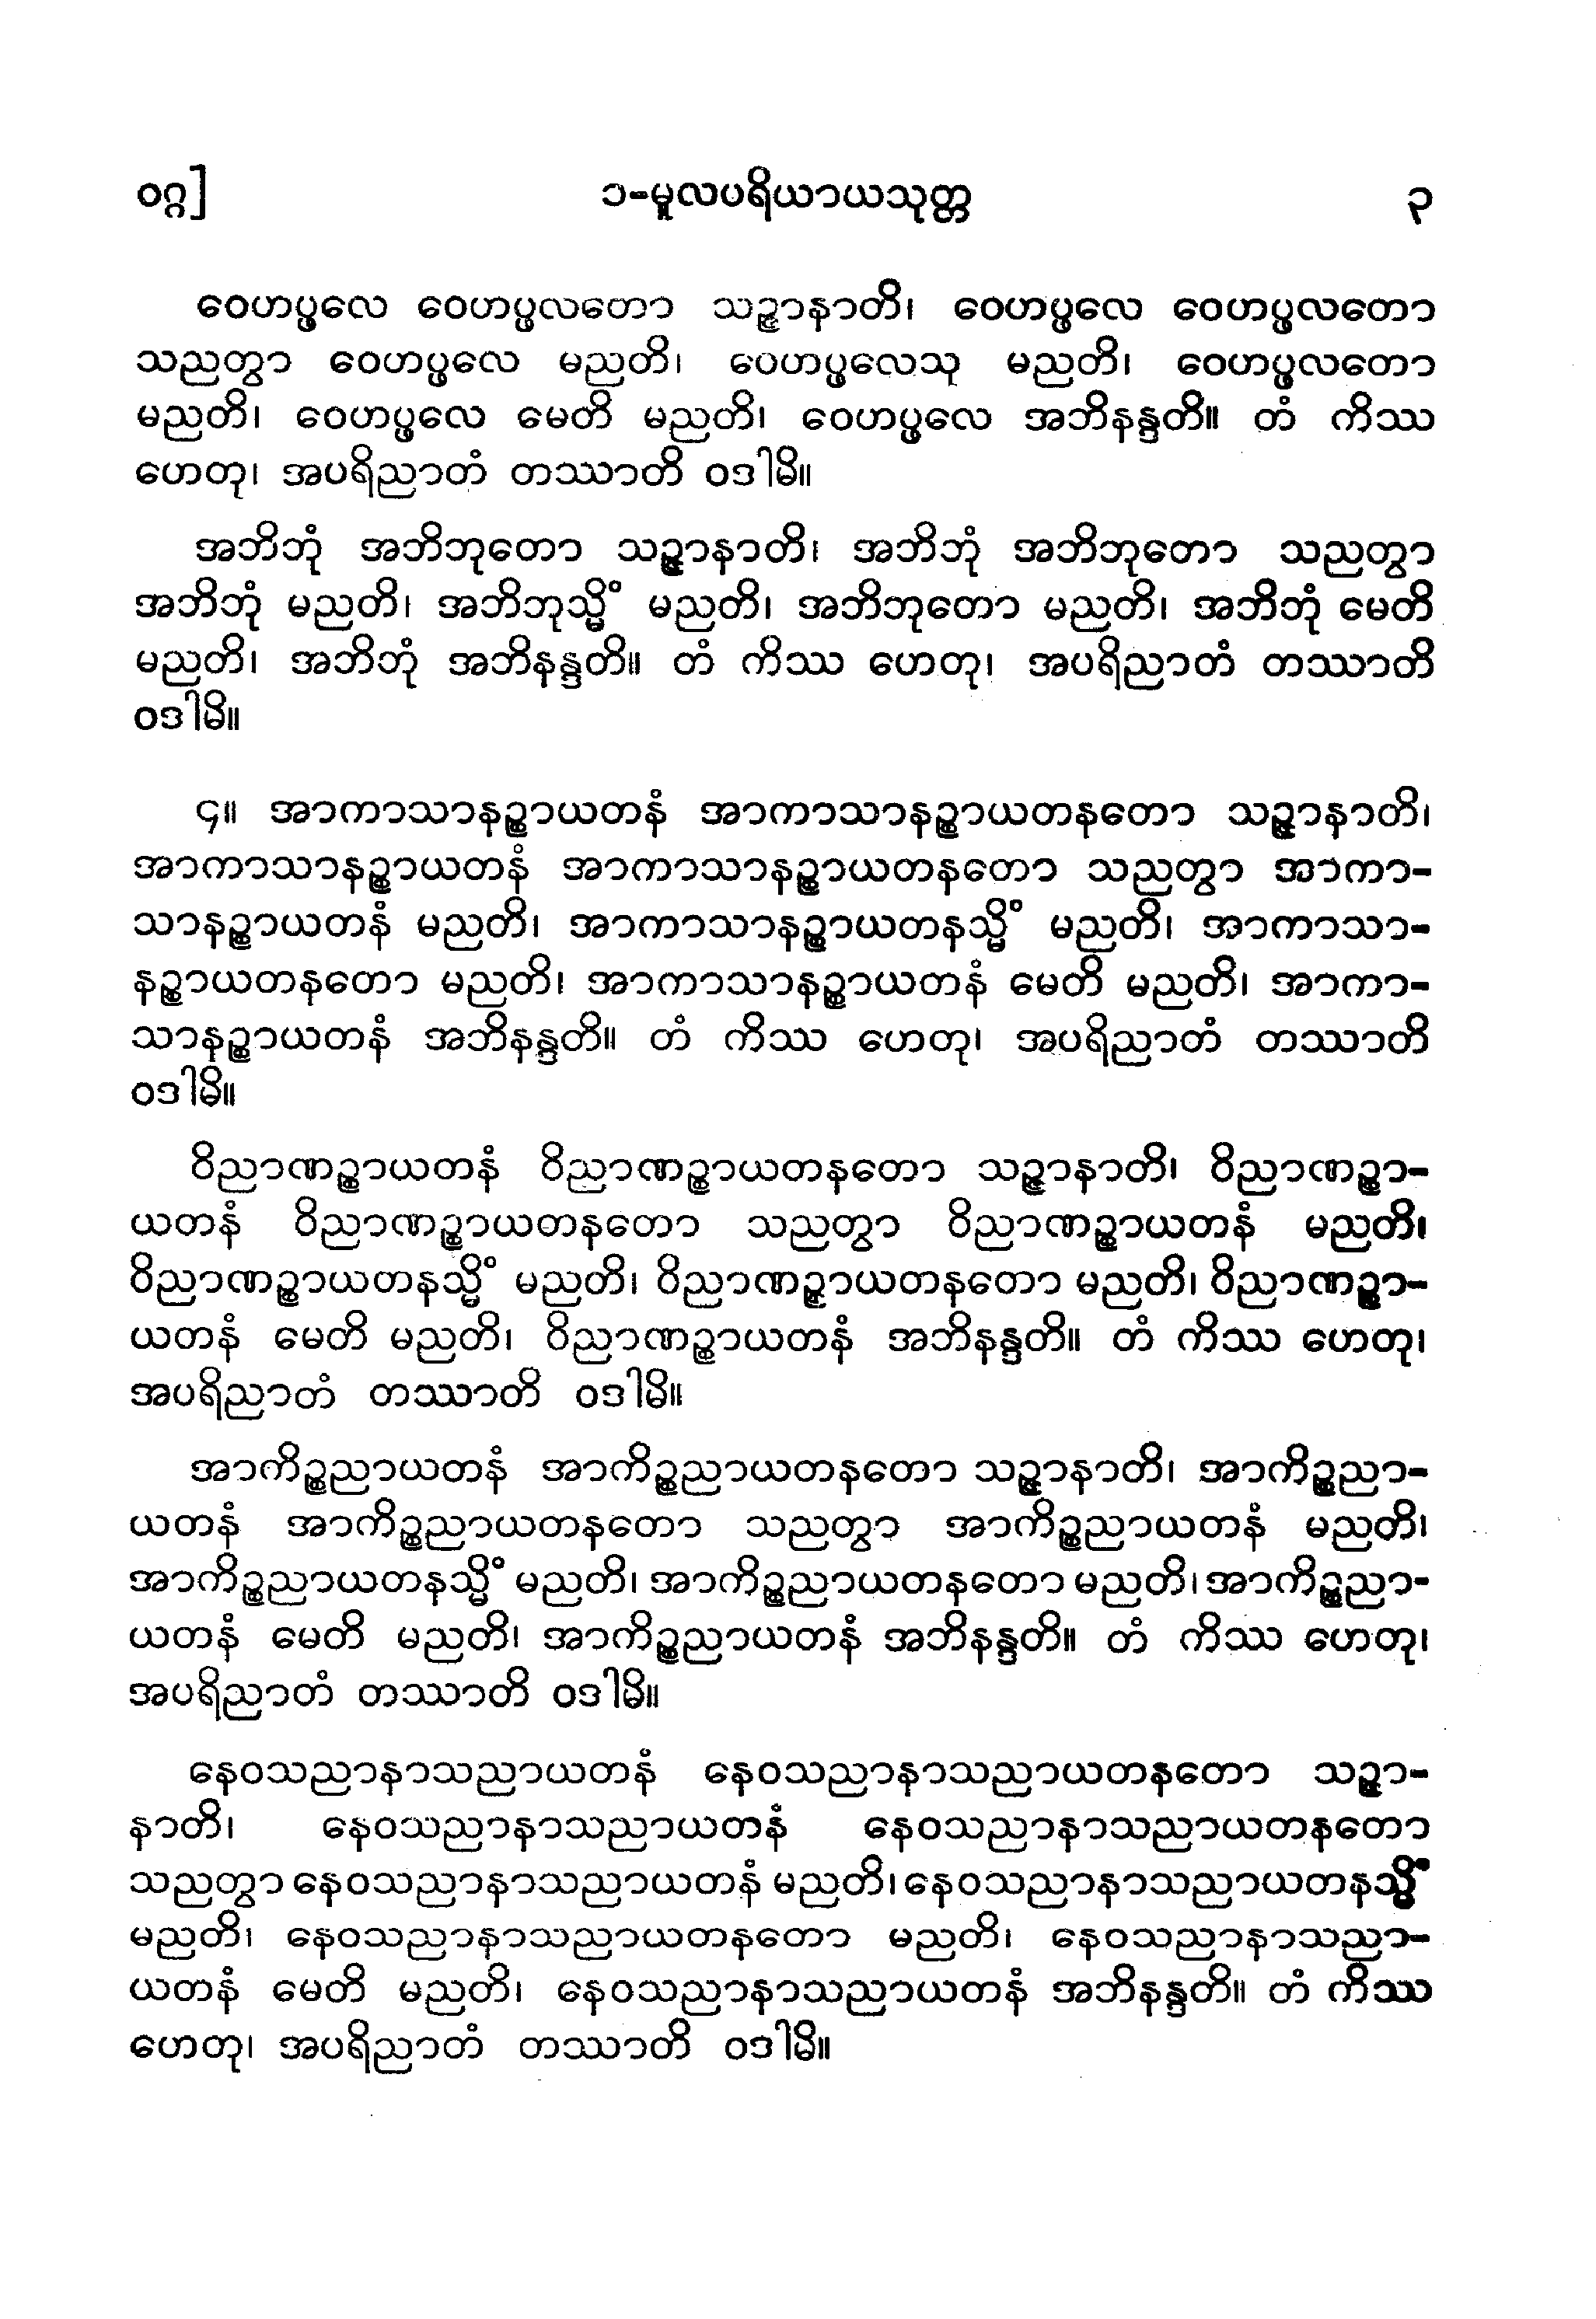 ဝဂ္ဂ]
၁-မူလပရိယာယသုတ္တ
၃
ဝေဟပ္ဖလေ ဝေဟပ္ဖလတော သဉ္ဇာနာတိ၊ ဝေဟပ္ဖလေ ဝေဟပ္ဖလတော
သညတွာ ဝေဟပ္ဖလေ မညတိ၊ ဝေဟပ္ဖလေသု မညတိ၊ ဝေဟပ္ဖလတော
မညတိ၊ ဝေဟပ္ဖလေ မေတိ မညတိ၊ ဝေဟပ္ဖလေ အဘိနန္ဒတိ။ တံ ကိဿ
ဟေတု၊ အပရိညာတံ တဿာတိ ဝဒါမိ။
အဘိဘုံ အဘိဘုတော သဉ္ဇာနာတိ၊ အဘိဘုံ အဘိဘုတော သညတွာ
အဘိဘုံ မညတိ၊ အဘိဘုသ္မိံ မညတိ၊ အဘိဘုတော မညတိ၊ အဘိဘုံ မေတိ
မညတိ၊ အဘိဘုံ အဘိနန္ဒတိ။ တံ ကိဿ ဟေတု၊ အပရိညာတံ တဿာတိ
ဝဒါမိ။
၄။ အာကာသာနဉ္စာယတနံ အာကာသာနဉ္စာယတနတော သဉ္ဇာနာတိ၊
အာကာသာနဉ္စာယတနံ အာကာသာနဉ္စာယတနတော သညတွာ အာကာ-
သာနဉ္စာယတနံ မညတိ၊ အာကာသာနဉ္စာယတနသ္မိံ မညတိ၊ အာကာသာ-
နဉ္စာယတနတော မညတိ၊ အာကာသာနဉ္စာယတနံ မေတိ မညတိ၊ အာကာ-
သာနဉ္စာယတနံ အဘိနန္ဒတိ။ တံ ကိဿ ဟေတု၊ အပရိညာတံ တဿာတိ
ဝဒါမိ။
ဝိညာဏဉ္စာယတနံ ဝိညာဏဉ္စာယတနတော သဉ္ဇာနာတိ၊ ဝိညာဏဉ္စာ-
ယတနံ ဝိညာဏဉ္စာယတနတော သညတွာ ဝိညာဏဉ္စာယတနံ မညတိ၊
ဝိညာဏဉ္စာယတနသ္မိံ မညတိ၊ ဝိညာဏဉ္စာယတနတော မညတိ၊ ဝိညာဏဉ္စာ-
ယတနံ မေတိ မညတိ၊ ဝိညာဏဉ္စာယတနံ အဘိနန္ဒတိ။ တံ ကိဿ ဟေတု၊
အပရိညာတံ တဿာတိ ဝဒါမိ။
အာကိဉ္စညာယတနံ အာကိဉ္စညာယတနတော သဉ္ဇာနာတိ၊ အာကိဉ္စညာ-
ယတနံ အာကိဉ္စညာယတနတော သညတွာ အာကိဉ္စညာယတနံ မညတိ၊
အာကိဉ္စညာယတနသ္မိံ မညတိ၊ အာကိဉ္စညာယတနတော မညတိ၊ အာကိဉ္စညာ-
ယတနံ မေတိ မညတိ၊ အာကိဉ္စညာယတနံ အဘိနန္ဒတိ။ တံ ကိဿ ဟေတု၊
အပရိညာတံ တဿာတိ ဝဒါမိ။
နေဝသညာနာသညာယတနံ နေဝသညာနာသညာယတနတော သဉ္ဇာ-
နာတိ၊ နေဝသညာနာသညာယတနံ နေဝသညာနာသညာယတနတော
သညတွာ နေဝသညာနာသညာယတနံ မညတိ၊ နေဝသညာနာသညာယတနသ္မိံ
မညတိ၊ နေဝသညာနာသညာယတနတော မညတိ၊ နေဝသညာနာသညာ-
ယတနံ မေတိ မညတိ၊ နေဝသညာနာသညာယတနံ အဘိနန္ဒတိ။ တံ ကိဿ
ဟေတု၊ အပရိညာတံ တဿာတိ ဝဒါမိ။